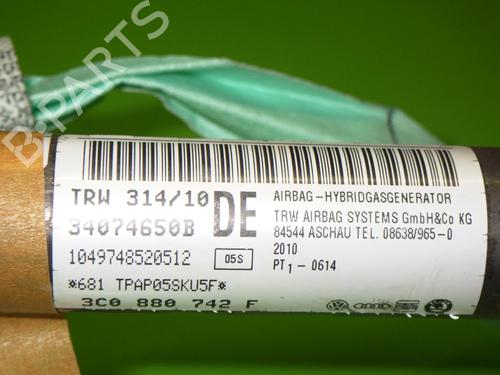 B-PARTS
TRW 314/10
34074650B
1049748520512
DE
05S
*681 TPAP05SKU5F*
3C0 880 742 F
AIRBAG-HYBRIDGASGENERATOR
TRW AIRBAG SYSTEMS GmbH&Co KG
84544 ASCHAU TEL. 08638/965-0
2010
PT1- 0614